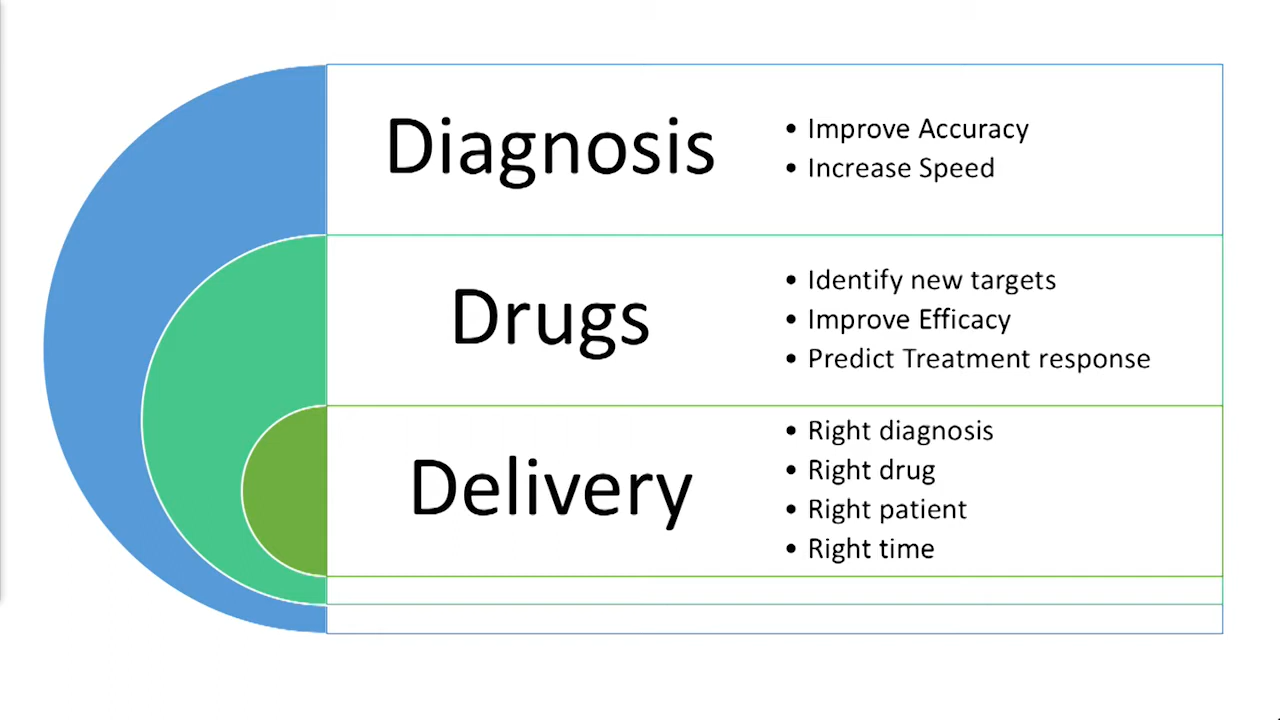 Diagnosis
• Improve Accuracy
• Increase Speed
Drugs
• Identify new targets
• Improve Efficacy
• Predict Treatment response
Delivery
• Right diagnosis
• Right drug
• Right patient
• Right time